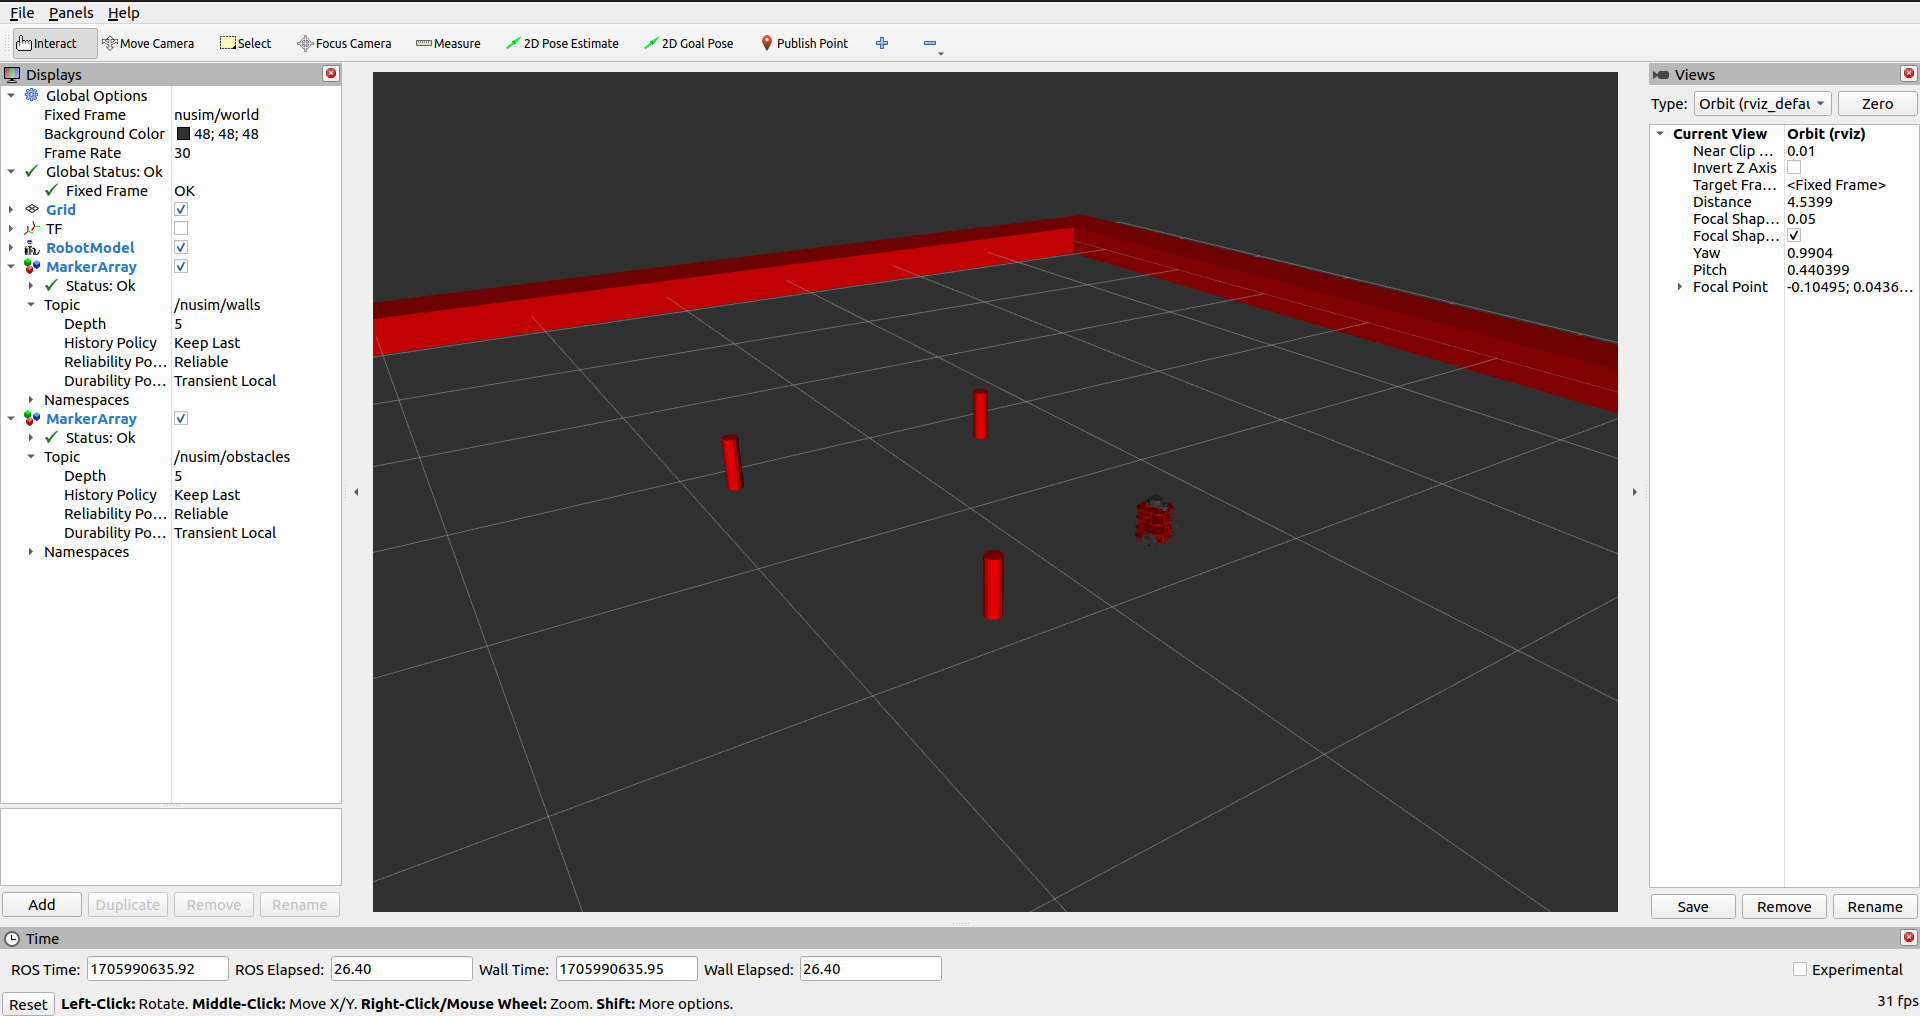 File Panels Help
Interact Move Camera Select Focus Camera Measure 2D Pose Estimate 2D Goal Pose Publish Point
Displays
Global Options
Fixed Frame nusim/world
Background Color 48; 48; 48
Frame Rate 30
Global Status: Ok
Fixed Frame OK
Grid
TF
RobotModel
MarkerArray
Status: Ok
Topic /nusim/walls
Depth 5
History Policy Keep Last
Reliability Po... Reliable
Durability Po... Transient Local
Namespaces
MarkerArray
Status: Ok
Topic /nusim/obstacles
Depth 5
History Policy Keep Last
Reliability Po... Reliable
Durability Po... Transient Local
Namespaces
Add Duplicate Remove Rename
Views
Type: Orbit (rviz_defau Zero
Current View Orbit (rviz)
Near Clip ... 0.01
Invert Z Axis
Target Fra... <Fixed Frame>
Distance 4.5399
Focal Shap... 0.05
Focal Shap...
Yaw 0.9904
Pitch 0.440399
Focal Point -0.10495; 0.0436...
Save Remove Rename
Time
ROS Time: 1705990635.92 ROS Elapsed: 26.40 Wall Time: 1705990635.95 Wall Elapsed: 26.40 Experimental
Reset Left-Click: Rotate. Middle-Click: Move X/Y. Right-Click/Mouse Wheel: Zoom. Shift: More options. 31 fps